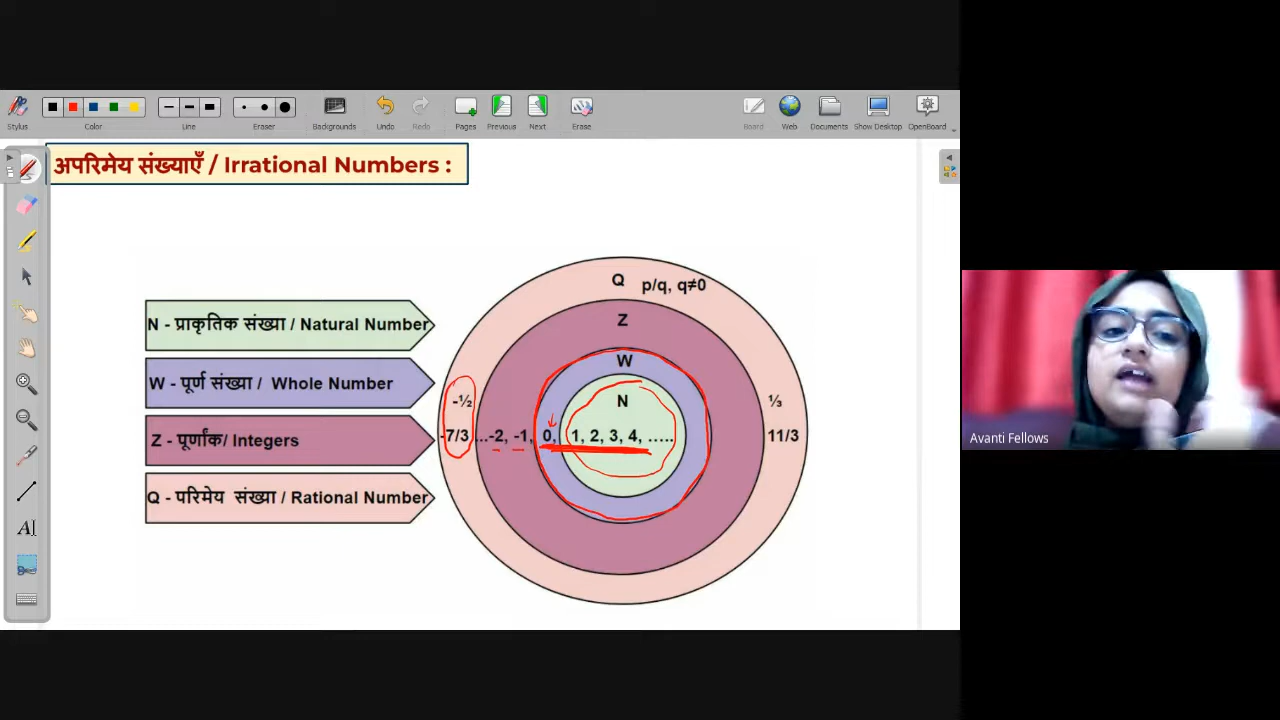 Stylus
Color
Line
Eraser
Backgrounds
Undo
Redo
Pages
Previous
Next
Erase
Board
Web
Documents
Show Desktop
OpenBoard
अपरिमेय संख्याएँ / Irrational Numbers :
Q p/q, q≠0
Z
W
N
N - प्राकृतिक संख्या / Natural Number
W - पूर्ण संख्या / Whole Number
Z - पूर्णांक/ Integers
Q - परिमेय संख्या / Rational Number
-½ ⅓
-7/3 ...-2, -1, 0, 1, 2, 3, 4, ..... 11/3
AI
Avanti Fellows